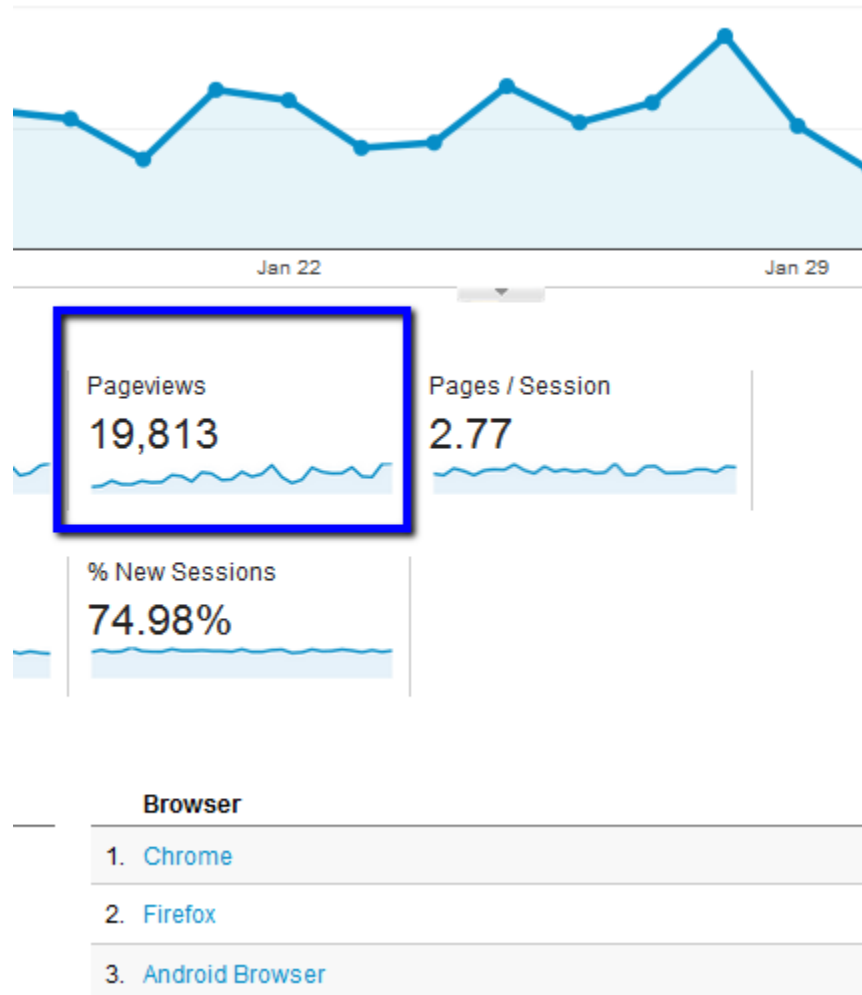 Jan 22
Jan 29
Pageviews
Pages / Session
19,813
2.77
% New Sessions
74.98%
Browser
1. Chrome
2. Firefox
3. Android Browser